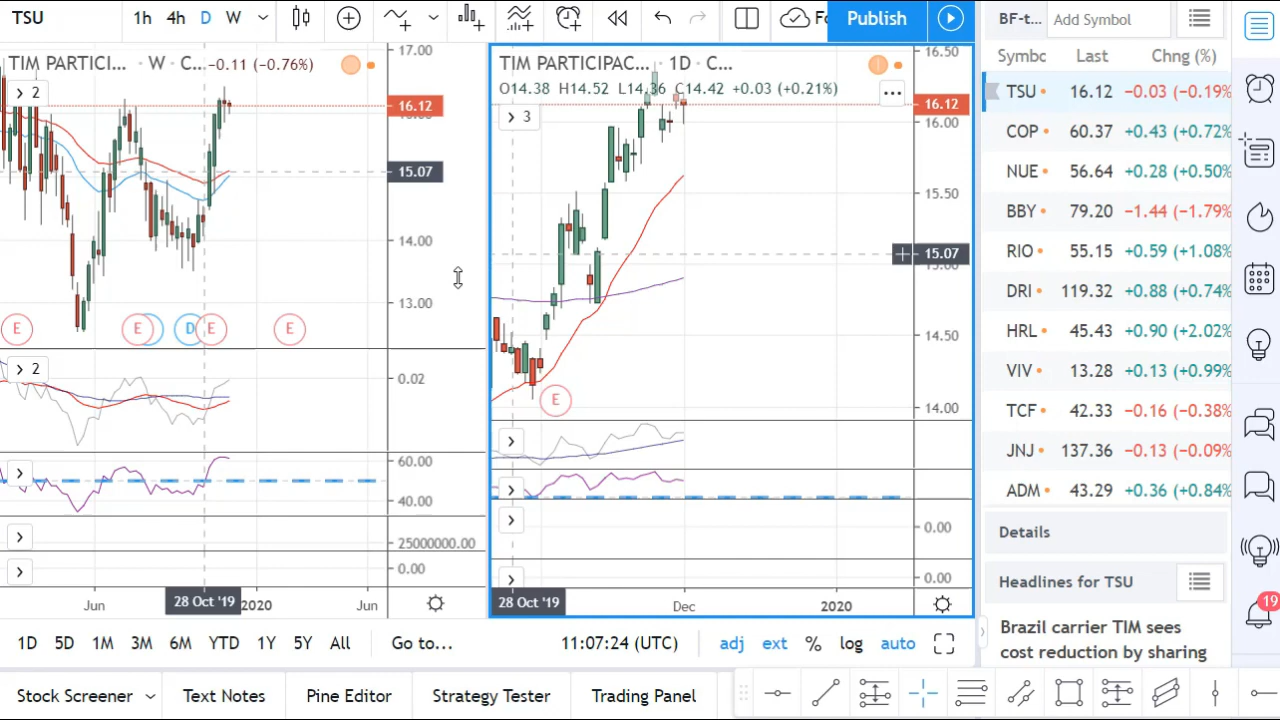 TSU
1h 4h D W
Publish
BF-t... Add Symbol
TIM PARTICI... · W · C... −0.11 (−0.76%)
2
17.00
16.12
16.00
15.07
14.00
13.00
E E D E E
2
0.02
60.00
40.00
25000000.00
0.00
Jun 28 Oct '19 2020 Jun
TIM PARTICIPAC... · 1D · C...
O14.38 H14.52 L14.36 C14.42 +0.03 (+0.21%)
3
16.50
16.12
16.00
15.50
15.07
15.00
14.50
14.00
E
0.00
0.00
28 Oct '19 Dec 2020
Symbc Last Chng (%)
TSU 16.12 −0.03 (−0.19%
COP 60.37 +0.43 (+0.72%
NUE 56.64 +0.28 (+0.50%
BBY 79.20 −1.44 (−1.79%
RIO 55.15 +0.59 (+1.08%
DRI 119.32 +0.88 (+0.74%
HRL 45.43 +0.90 (+2.02%
VIV 13.28 +0.13 (+0.99%
TCF 42.33 −0.16 (−0.38%
JNJ 137.36 −0.13 (−0.09%
ADM 43.29 +0.36 (+0.84%
Details
Headlines for TSU
Brazil carrier TIM sees
cost reduction by sharing
19
1D 5D 1M 3M 6M YTD 1Y 5Y All Go to... 11:07:24 (UTC) adj ext % log auto
Stock Screener Text Notes Pine Editor Strategy Tester Trading Panel